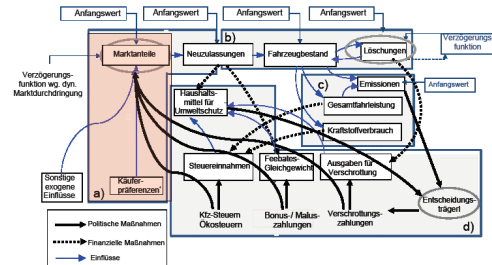 Anfangswert
Anfangswert
Anfangswert
Anfangswert
b)
Marktanteile
Neuzulassungen
Fahrzeugbestand
Löschungen
Verzögerungs
funktion
Verzögerungs-
funktion wg. dyn.
Marktdurchdringung
Haushalts-
mittel für
Umweltschutz
c)
Emissionen
Anfangswert
Gesamtfahrleistung
Kraftstoffverbrauch
Steuereinnahmen
Feebates-
Gleichgewicht
Ausgaben für
Verschrottung
Sonstige
exogene
Einflüsse
a)
Käufer-
präferenzen
Kfz-Steuern
Ökosteuern
Bonus-/ Malus-
zahlungen
Verschrottungs-
zahlungen
Entscheidungs-
träger
d)
Politische Maßnahmen
Finanzielle Maßnahmen
Einflüsse